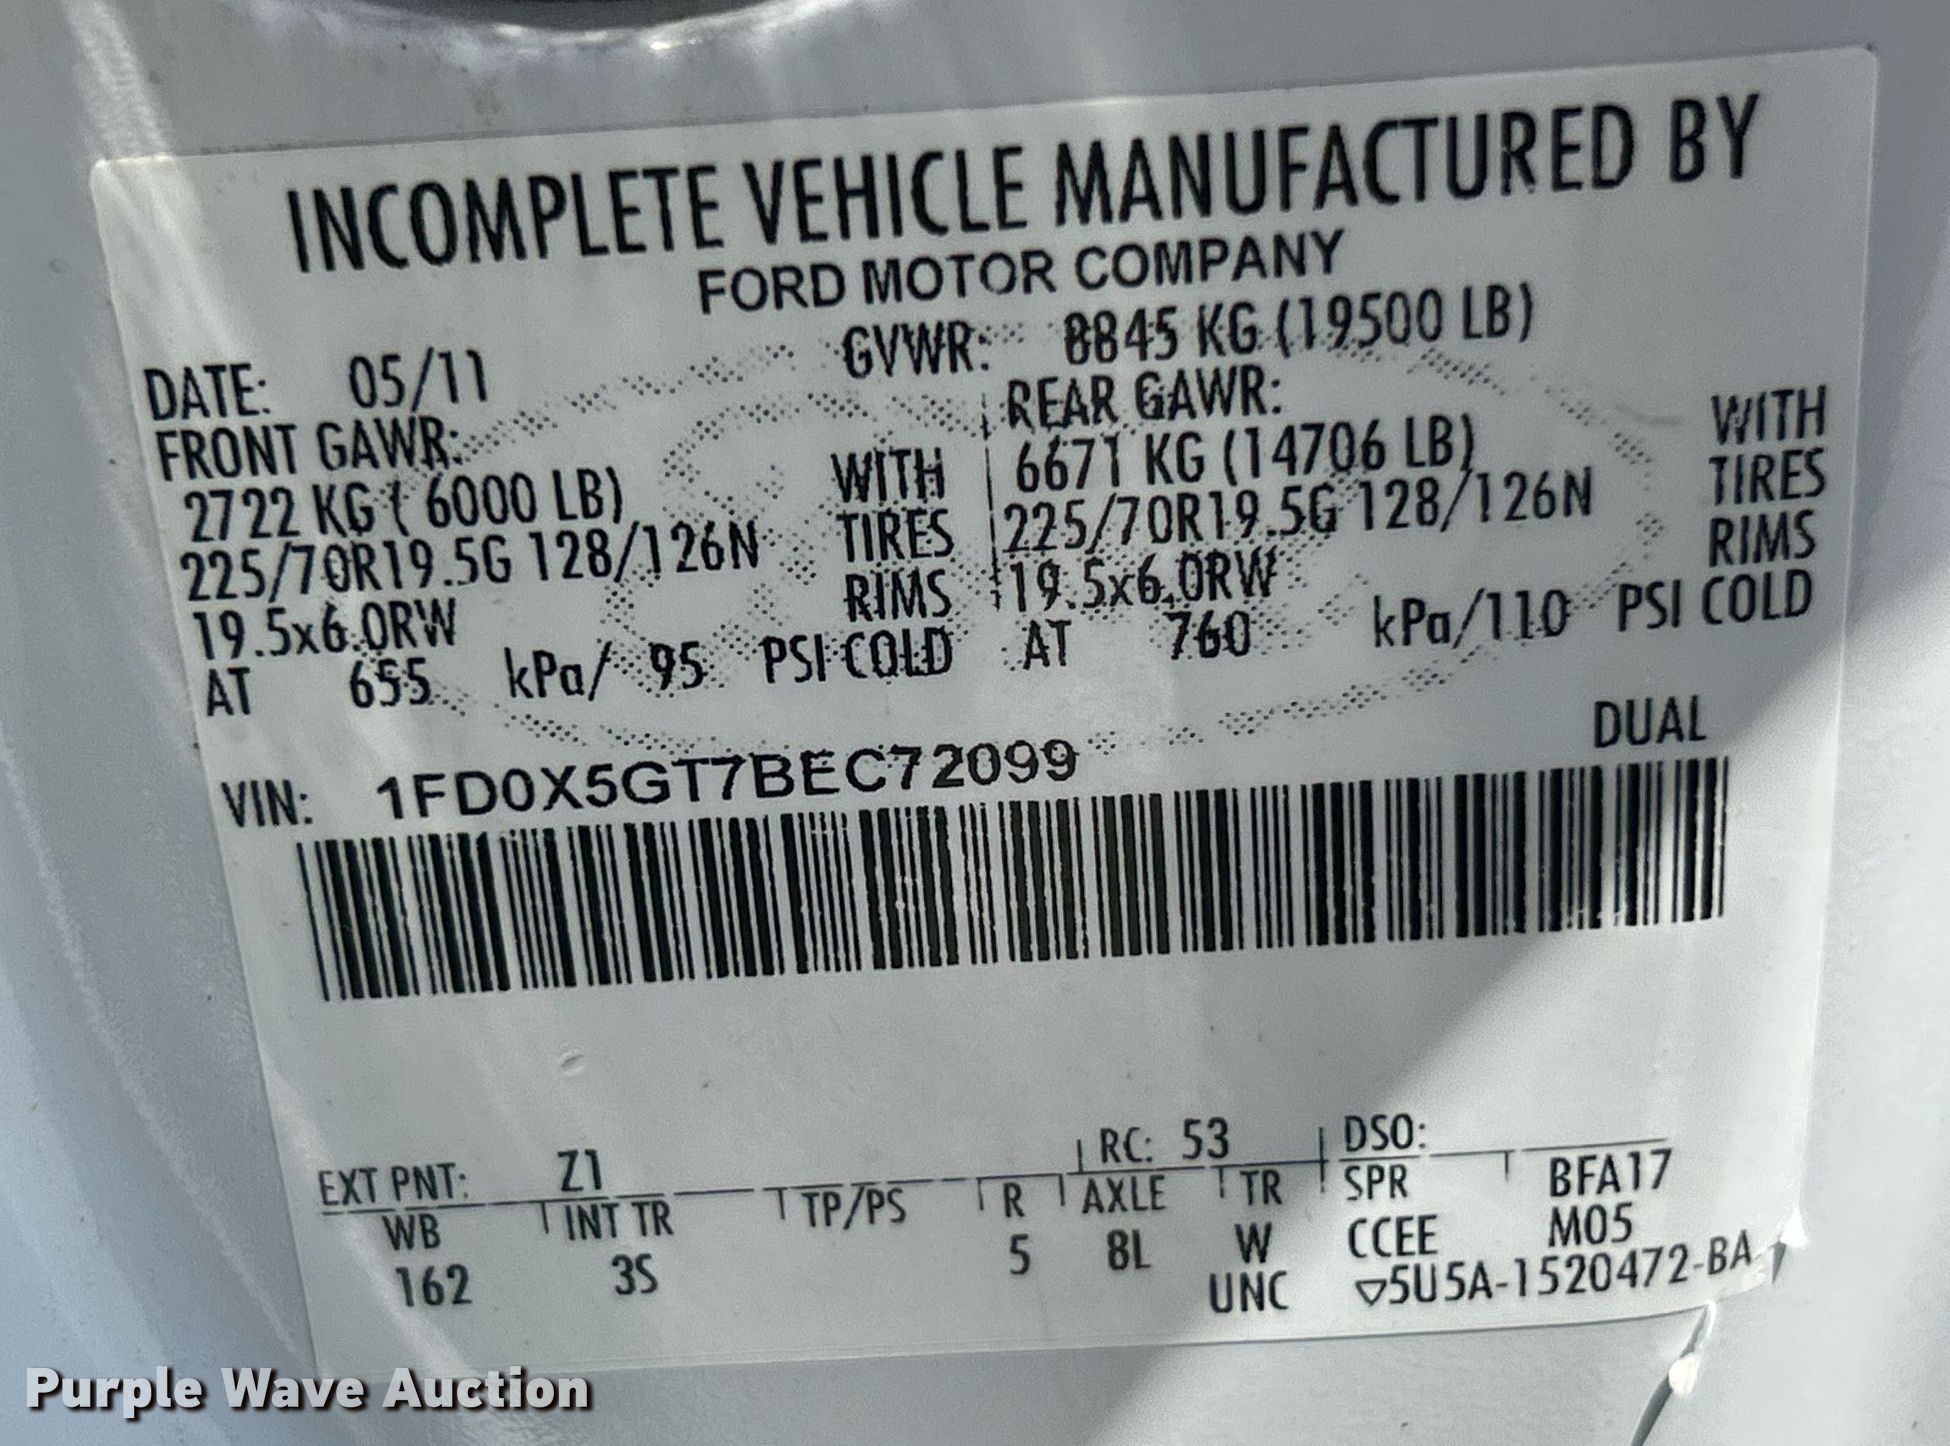 INCOMPLETE VEHICLE MANUFACTURED BY
FORD MOTOR COMPANY
DATE: 05/11 GVWR: 8845 KG (19500 LB)
FRONT GAWR: REAR GAWR:
2722 KG ( 6000 LB) WITH 6671 KG (14706 LB) WITH
225/70R19.5G 128/126N TIRES 225/70R19.5G 128/126N TIRES
19.5x6.0RW RIMS 19.5x6.0RW RIMS
AT 655 kPa/ 95 PSI COLD AT 760 kPa/110 PSI COLD
DUAL
VIN: 1FD0X5GT7BEC72099
EXT PNT: Z1 RC: 53 DSO:
WB INT TR TP/PS R AXLE TR SPR BFA17
162 3S 5 8L W CCEE M05
UNC ▽5U5A-1520472-BA
Purple Wave Auction